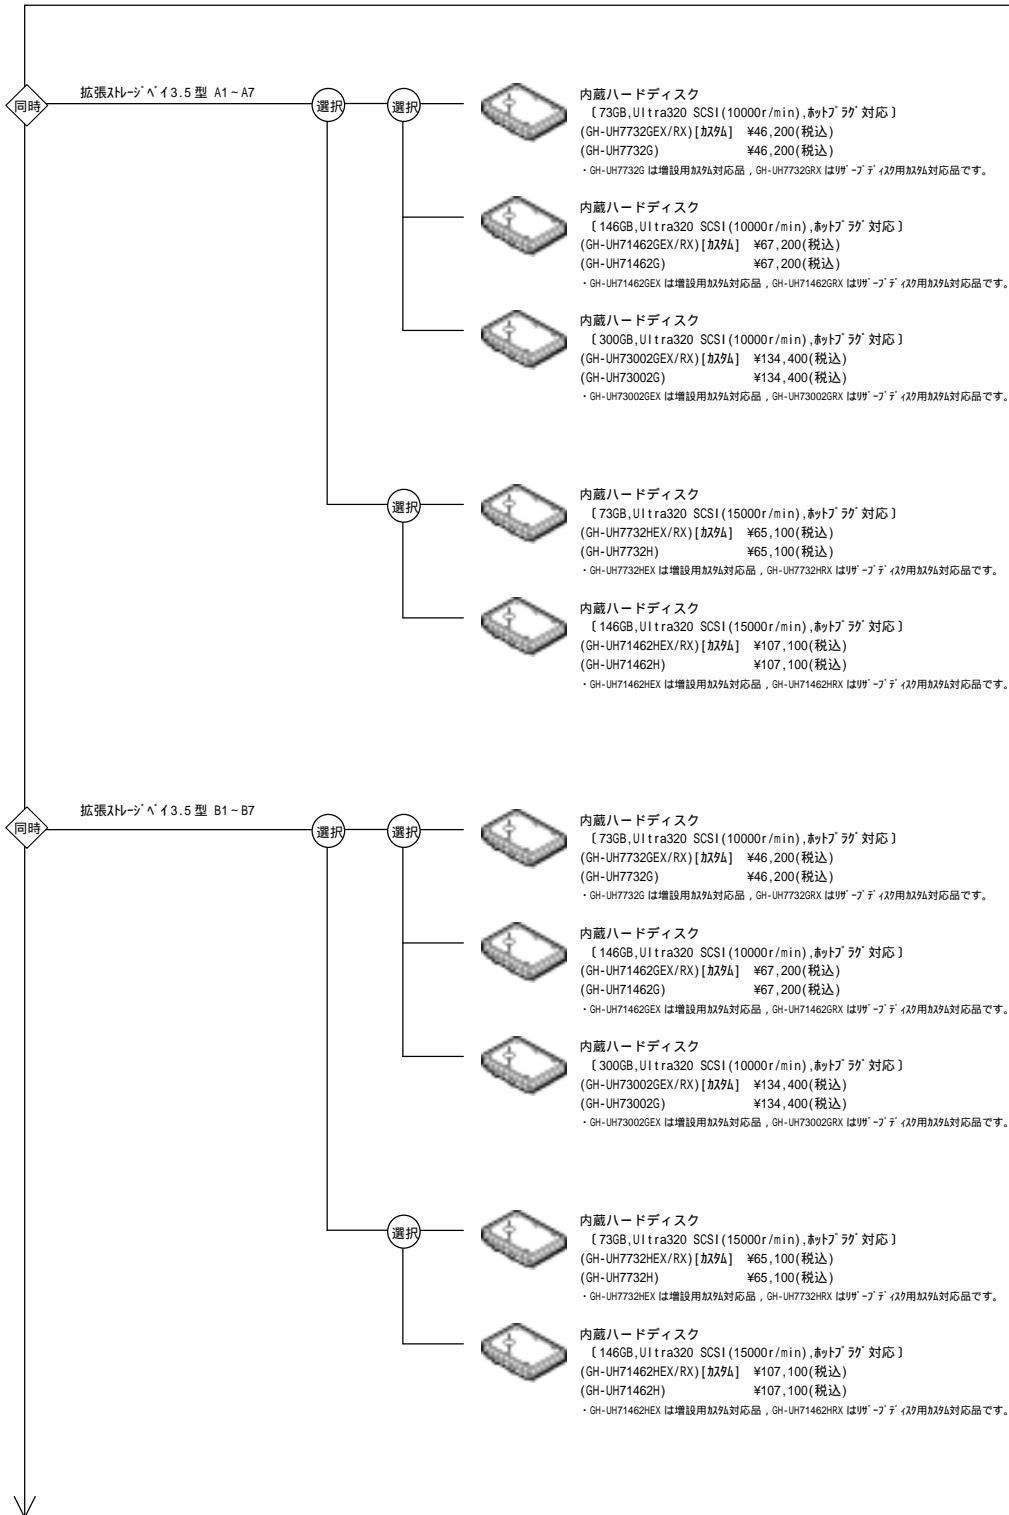 同時
拡張ｽﾄﾚｰｼﾞﾍﾞｲ3.5型 A1~A7
選択
選択
内蔵ハードディスク
〔73GB,Ultra320 SCSI(10000r/min),ﾎｯﾄﾌﾟﾗｸﾞ対応〕
(GH-UH7732GEX/RX)[ｶｽﾀﾑ] ¥46,200(税込)
(GH-UH7732G) ¥46,200(税込)
・GH-UH7732G は増設用ｶｽﾀﾑ対応品，GH-UH7732GRX はﾘｻﾞｰﾌﾞﾃﾞｨｽｸ用ｶｽﾀﾑ対応品です。
内蔵ハードディスク
〔146GB,Ultra320 SCSI(10000r/min),ﾎｯﾄﾌﾟﾗｸﾞ対応〕
(GH-UH71462GEX/RX)[ｶｽﾀﾑ] ¥67,200(税込)
(GH-UH71462G) ¥67,200(税込)
・GH-UH71462GEX は増設用ｶｽﾀﾑ対応品，GH-UH71462GRX はﾘｻﾞｰﾌﾞﾃﾞｨｽｸ用ｶｽﾀﾑ対応品です。
内蔵ハードディスク
〔300GB,Ultra320 SCSI(10000r/min),ﾎｯﾄﾌﾟﾗｸﾞ対応〕
(GH-UH73002GEX/RX)[ｶｽﾀﾑ] ¥134,400(税込)
(GH-UH73002G) ¥134,400(税込)
・GH-UH73002GEX は増設用ｶｽﾀﾑ対応品，GH-UH73002GRX はﾘｻﾞｰﾌﾞﾃﾞｨｽｸ用ｶｽﾀﾑ対応品です。
選択
内蔵ハードディスク
〔73GB,Ultra320 SCSI(15000r/min),ﾎｯﾄﾌﾟﾗｸﾞ対応〕
(GH-UH7732HEX/RX)[ｶｽﾀﾑ] ¥65,100(税込)
(GH-UH7732H) ¥65,100(税込)
・GH-UH7732HEX は増設用ｶｽﾀﾑ対応品，GH-UH7732HRX はﾘｻﾞｰﾌﾞﾃﾞｨｽｸ用ｶｽﾀﾑ対応品です。
内蔵ハードディスク
〔146GB,Ultra320 SCSI(15000r/min),ﾎｯﾄﾌﾟﾗｸﾞ対応〕
(GH-UH71462HEX/RX)[ｶｽﾀﾑ] ¥107,100(税込)
(GH-UH71462H) ¥107,100(税込)
・GH-UH71462HEX は増設用ｶｽﾀﾑ対応品，GH-UH71462HRX はﾘｻﾞｰﾌﾞﾃﾞｨｽｸ用ｶｽﾀﾑ対応品です。
同時
拡張ｽﾄﾚｰｼﾞﾍﾞｲ3.5型 B1~B7
選択
選択
内蔵ハードディスク
〔73GB,Ultra320 SCSI(10000r/min),ﾎｯﾄﾌﾟﾗｸﾞ対応〕
(GH-UH7732GEX/RX)[ｶｽﾀﾑ] ¥46,200(税込)
(GH-UH7732G) ¥46,200(税込)
・GH-UH7732G は増設用ｶｽﾀﾑ対応品，GH-UH7732GRX はﾘｻﾞｰﾌﾞﾃﾞｨｽｸ用ｶｽﾀﾑ対応品です。
内蔵ハードディスク
〔146GB,Ultra320 SCSI(10000r/min),ﾎｯﾄﾌﾟﾗｸﾞ対応〕
(GH-UH71462GEX/RX)[ｶｽﾀﾑ] ¥67,200(税込)
(GH-UH71462G) ¥67,200(税込)
・GH-UH71462GEX は増設用ｶｽﾀﾑ対応品，GH-UH71462GRX はﾘｻﾞｰﾌﾞﾃﾞｨｽｸ用ｶｽﾀﾑ対応品です。
内蔵ハードディスク
〔300GB,Ultra320 SCSI(10000r/min),ﾎｯﾄﾌﾟﾗｸﾞ対応〕
(GH-UH73002GEX/RX)[ｶｽﾀﾑ] ¥134,400(税込)
(GH-UH73002G) ¥134,400(税込)
・GH-UH73002GEX は増設用ｶｽﾀﾑ対応品，GH-UH73002GRX はﾘｻﾞｰﾌﾞﾃﾞｨｽｸ用ｶｽﾀﾑ対応品です。
選択
内蔵ハードディスク
〔73GB,Ultra320 SCSI(15000r/min),ﾎｯﾄﾌﾟﾗｸﾞ対応〕
(GH-UH7732HEX/RX)[ｶｽﾀﾑ] ¥65,100(税込)
(GH-UH7732H) ¥65,100(税込)
・GH-UH7732HEX は増設用ｶｽﾀﾑ対応品，GH-UH7732HRX はﾘｻﾞｰﾌﾞﾃﾞｨｽｸ用ｶｽﾀﾑ対応品です。
内蔵ハードディスク
〔146GB,Ultra320 SCSI(15000r/min),ﾎｯﾄﾌﾟﾗｸﾞ対応〕
(GH-UH71462HEX/RX)[ｶｽﾀﾑ] ¥107,100(税込)
(GH-UH71462H) ¥107,100(税込)
・GH-UH71462HEX は増設用ｶｽﾀﾑ対応品，GH-UH71462HRX はﾘｻﾞｰﾌﾞﾃﾞｨｽｸ用ｶｽﾀﾑ対応品です。